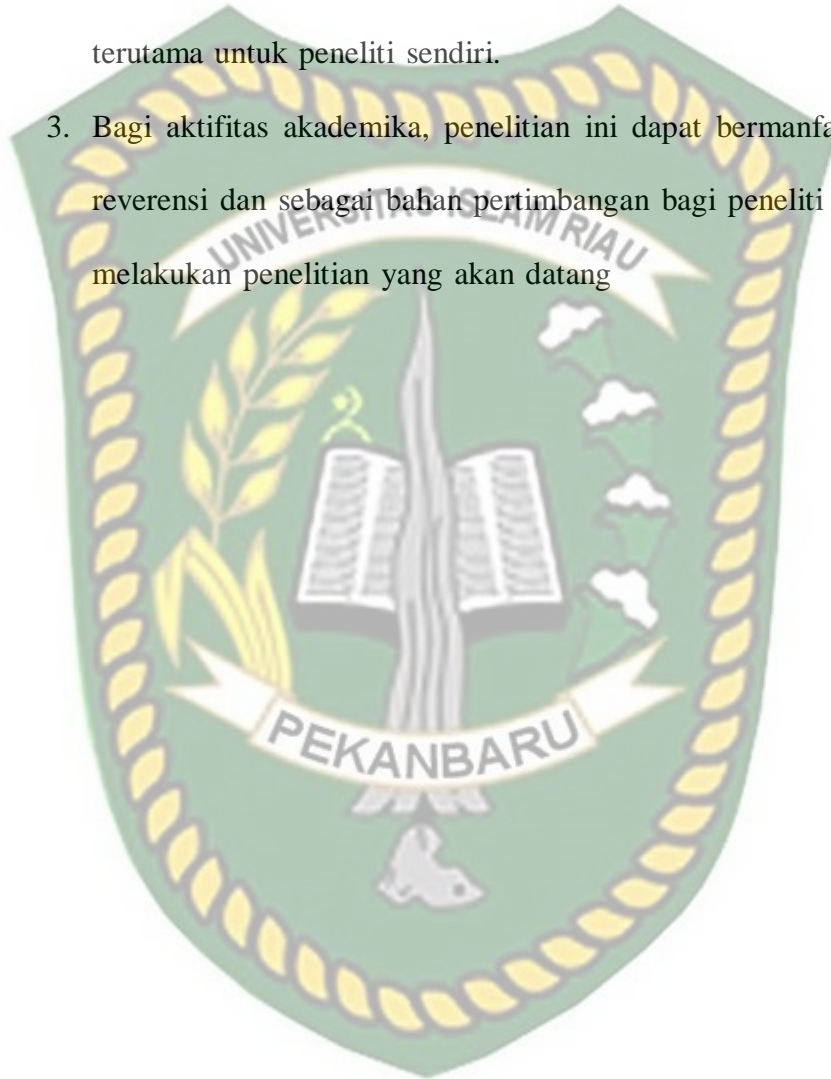 terutama untuk peneliti sendiri.
3. Bagi aktifitas akademika, penelitian ini dapat
reverensi dan sebagai bahan pertimbangan bagi peneliti
UNIVERSITAS ISLAM RIAU
melakukan penelitian yang akan datang
PEKANBARU